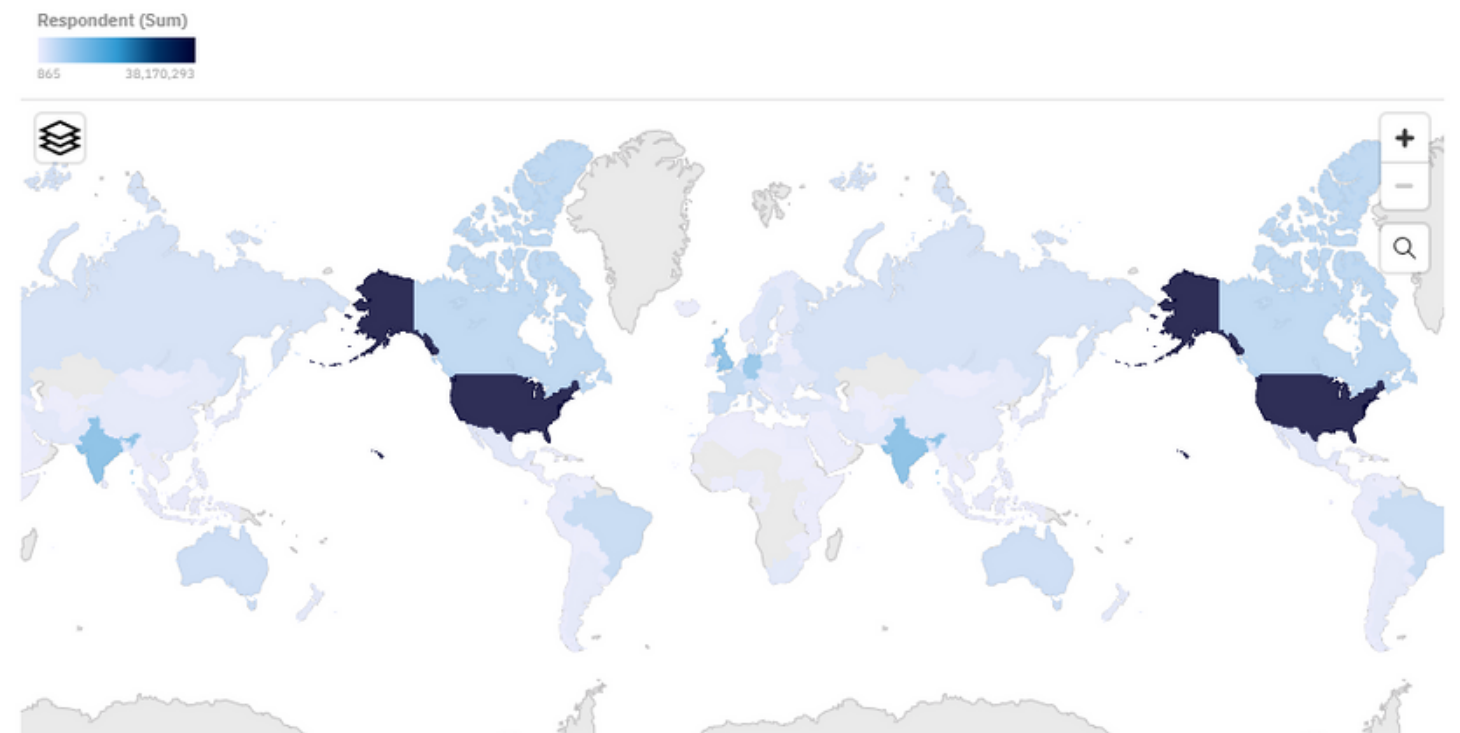 Respondent (Sum)
865 38,170,293
+
−